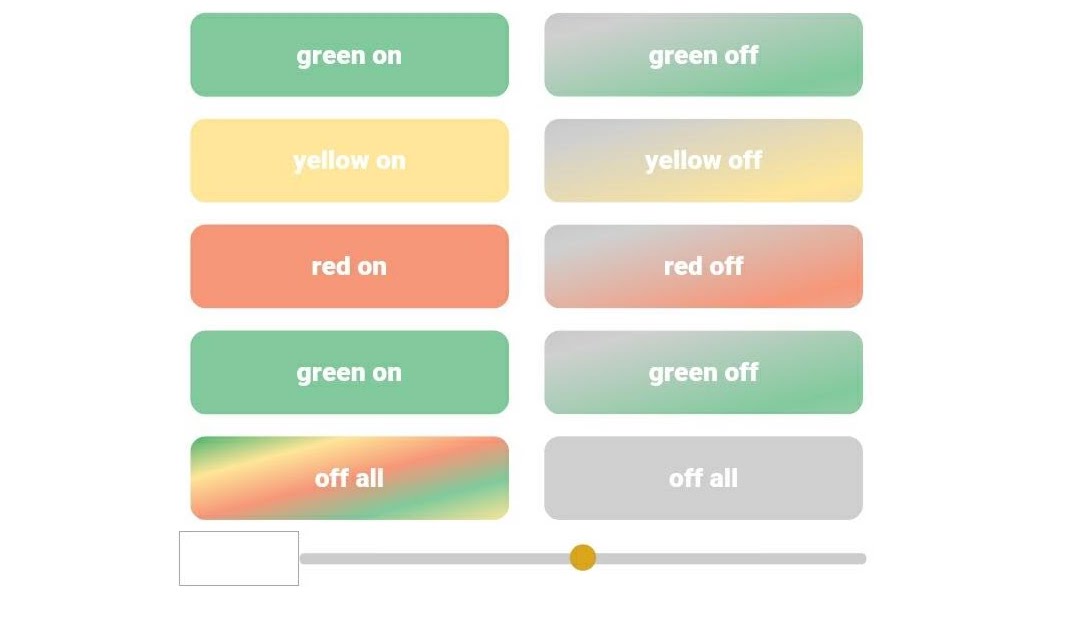 green on
green off
yellow on
yellow off
red on
red off
green on
green off
off all
off all